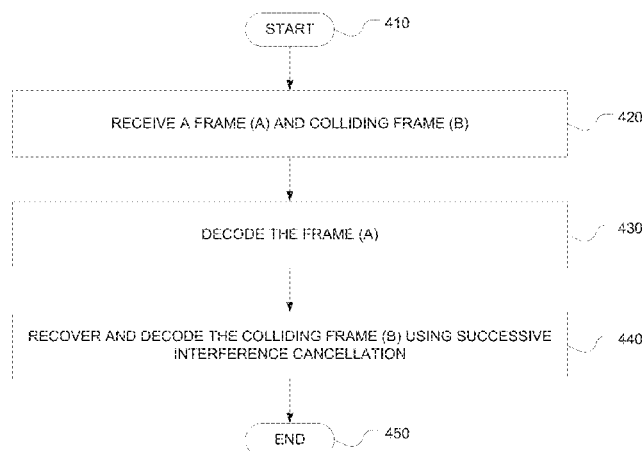 START
410
RECEIVE A FRAME (A) AND COLLIDING FRAME (B)
420
DECODE THE FRAME (A)
430
RECOVER AND DECODE THE COLLIDING FRAME (B) USING SUCCESSIVE
INTERFERENCE CANCELLATION
440
END
450